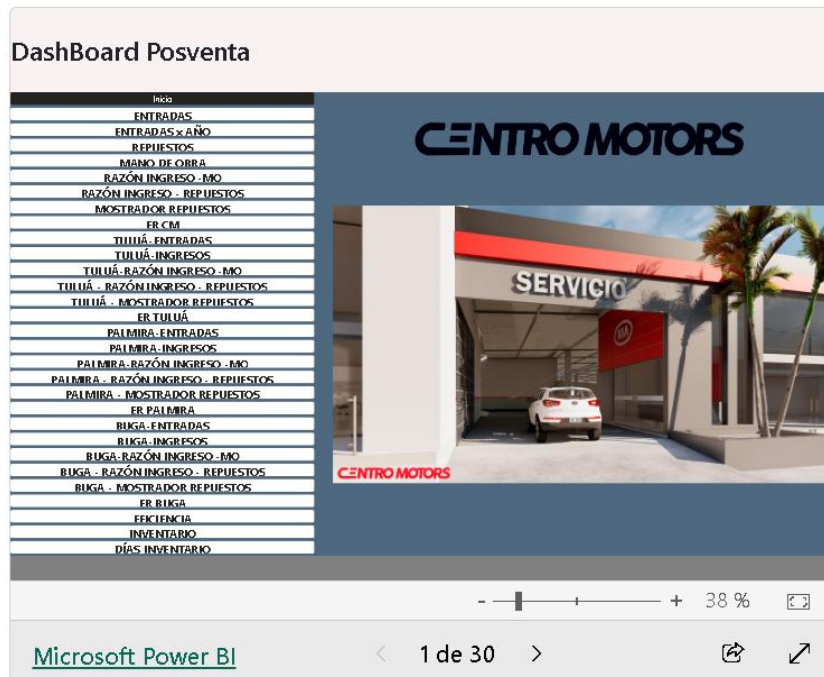 DashBoard Posventa
Inicio
ENTRADAS
ENTRADAS x AÑO
REPUESTOS
MANO DE OBRA
RAZÓN INGRESO - MO
RAZÓN INGRESO - REPUESTOS
MOSTRADOR REPUESTOS
ER CM
TULUÁ- ENTRADAS
TULUÁ-INGRESOS
TULUÁ-RAZÓN INGRESO - MO
TULUÁ - RAZÓN INGRESO - REPUESTOS
TULUÁ - MOSTRADOR REPUESTOS
ER TULUÁ
PALMIRA-ENTRADAS
PALMIRA-INGRESOS
PALMIRA-RAZÓN INGRESO - MO
PALMIRA - RAZÓN INGRESO - REPUESTOS
PALMIRA - MOSTRADOR REPUESTOS
ER PALMIRA
BUGA-ENTRADAS
BUGA-INGRESOS
BUGA-RAZÓN INGRESO - MO
BUGA - RAZÓN INGRESO - REPUESTOS
BUGA - MOSTRADOR REPUESTOS
ER BUGA
EFICIENCIA
INVENTARIO
DÍAS INVENTARIO
CENTRO MOTORS
SERVICIO
KIA
CENTRO MOTORS
- + 38 %
Microsoft Power BI
< 1 de 30 >